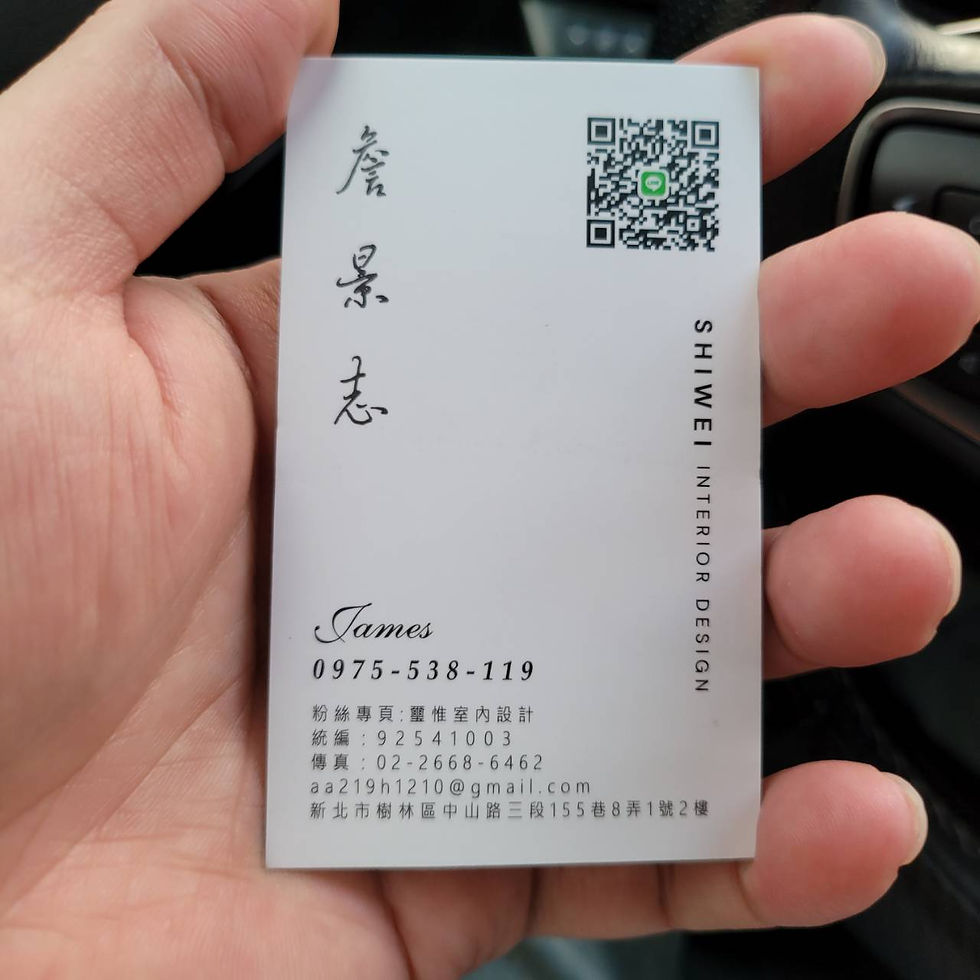 詹景志
SHIWEI INTERIOR DESIGN
James
0975-538-119
粉絲專頁:璽惟室內設計
統編:92541003
傳真:02-2668-6462
aa219h1210@gmail.com
新北市樹林區中山路三段155巷8弄1號2樓